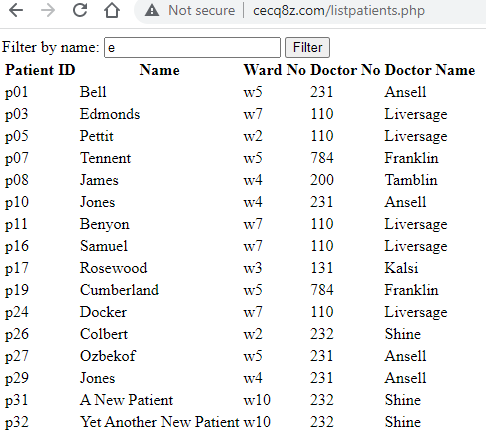 Not secure | cecq8z.com/listpatients.php
Filter by name: e Filter
Patient ID Name Ward No Doctor No Doctor Name
p01 Bell w5 231 Ansell
p03 Edmonds w7 110 Liversage
p05 Pettit w2 110 Liversage
p07 Tennent w5 784 Franklin
p08 James w4 200 Tamblin
p10 Jones w4 231 Ansell
p11 Benyon w7 110 Liversage
p16 Samuel w7 110 Liversage
p17 Rosewood w3 131 Kalsi
p19 Cumberland w5 784 Franklin
p24 Docker w7 110 Liversage
p26 Colbert w2 232 Shine
p27 Ozbekof w5 231 Ansell
p29 Jones w4 231 Ansell
p31 A New Patient w10 232 Shine
p32 Yet Another New Patient w10 232 Shine